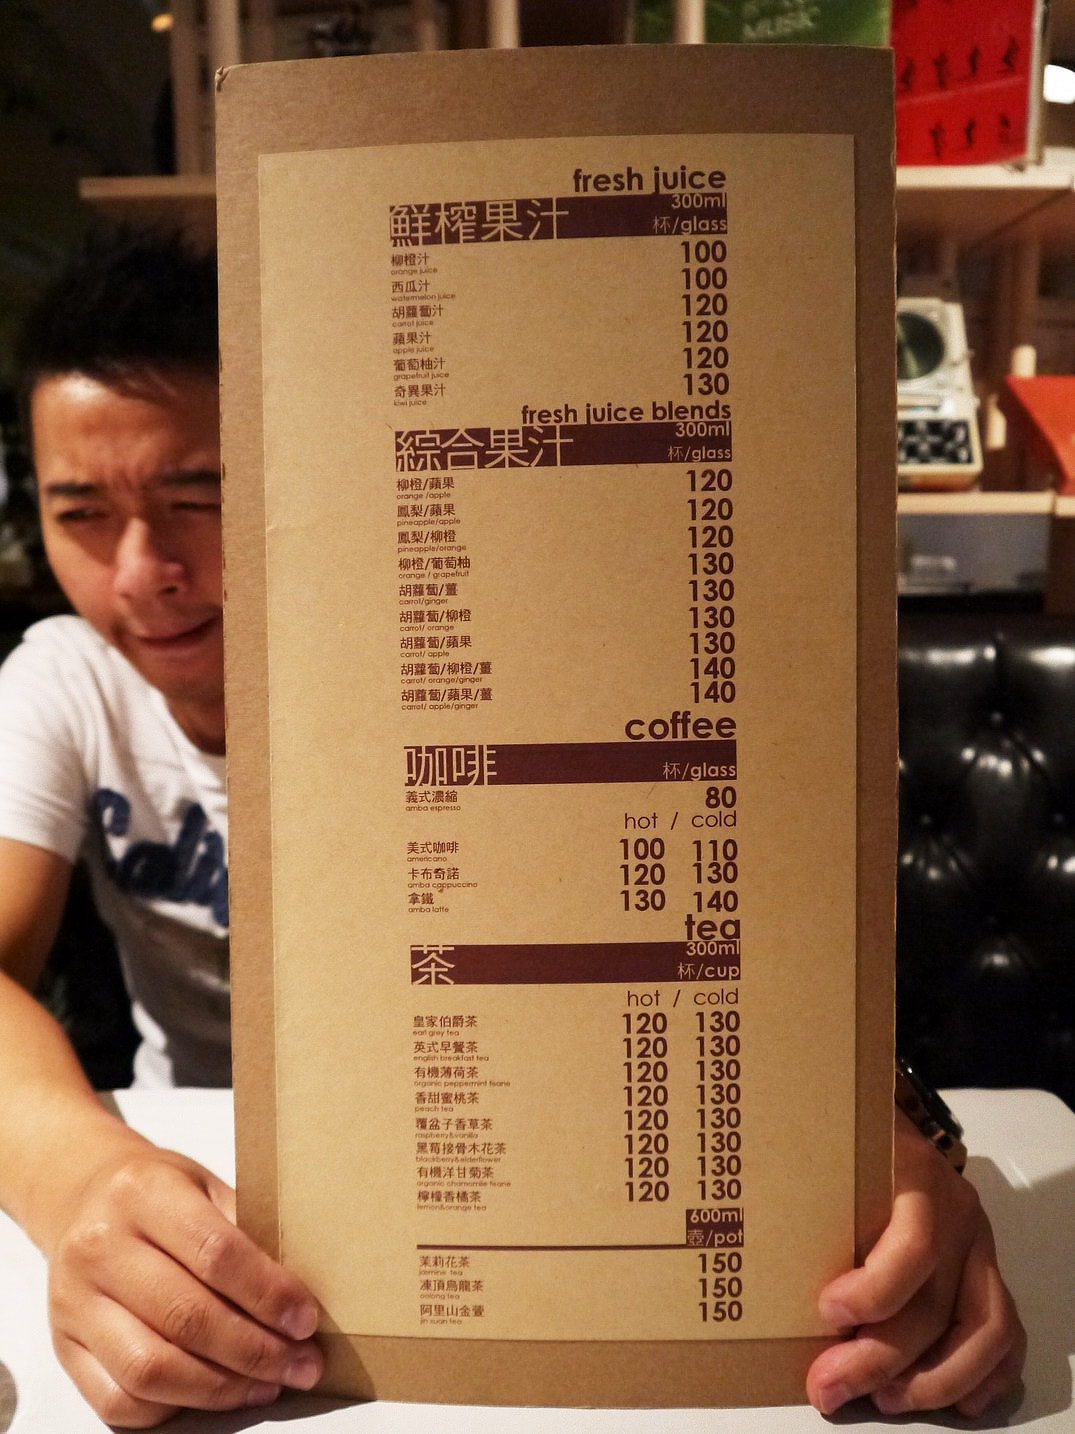 MUSIC
fresh juice
鮮榨果汁 300ml
杯/glass
柳橙汁 100
orange juice
西瓜汁 100
watermelon juice
胡蘿蔔汁 120
carrot juice
蘋果汁 120
apple juice
葡萄柚汁 120
grapefruit juice
奇異果汁 130
kiwi juice
fresh juice blends
綜合果汁 300ml
杯/glass
柳橙/蘋果 120
orange /apple
鳳梨/蘋果 120
pineapple/apple
鳳梨/柳橙 120
pineapple/orange
柳橙/葡萄柚 130
orange / grapefruit
胡蘿蔔/薑 130
carrot/ginger
胡蘿蔔/柳橙 130
carrot/ orange
胡蘿蔔/蘋果 130
carrot/ apple
胡蘿蔔/柳橙/薑 140
carrot/ orange/ginger
胡蘿蔔/蘋果/薑 140
carrot/ apple/ginger
coffee
咖啡 杯/glass
義式濃縮 80
amba espresso
hot / cold
美式咖啡 100 110
americano
卡布奇諾 120 130
amba cappuccino
拿鐵 130 140
amba latte
tea
茶 300ml
杯/cup
hot / cold
皇家伯爵茶 120 130
earl grey tea
英式早餐茶 120 130
english breakfast tea
有機薄荷茶 120 130
organic peppermint tisane
香甜蜜桃茶 120 130
peach tea
覆盆子香草茶 120 130
raspberry&vanilla
黑莓接骨木花茶 120 130
blackberry&elderflower
有機洋甘菊茶 120 130
organic chamomile tisane
檸檬香橘茶 120 130
lemon&orange tea
600ml
壺/pot
茉莉花茶 150
jasmine tea
凍頂烏龍茶 150
oolong tea
阿里山金萱 150
jin xuan tea